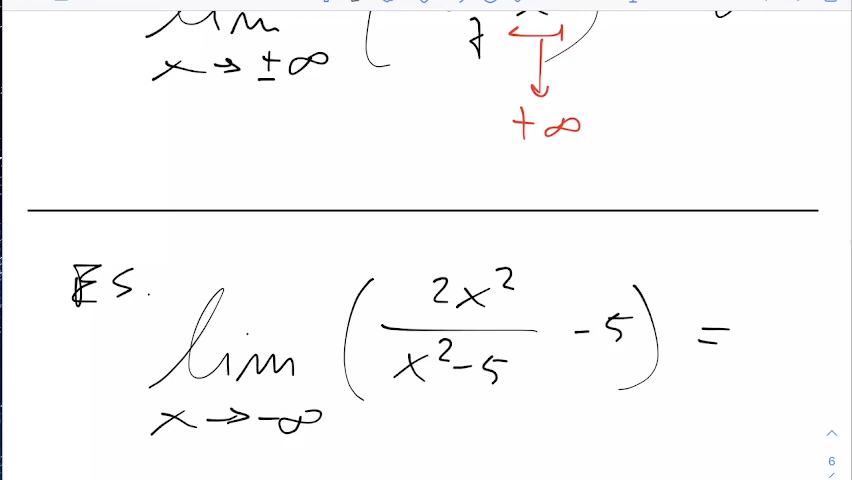 lim
x → ± ∞
+ ∞
ES. lim x → -∞ ( 2x² / x² - 5 - 5 ) =
6